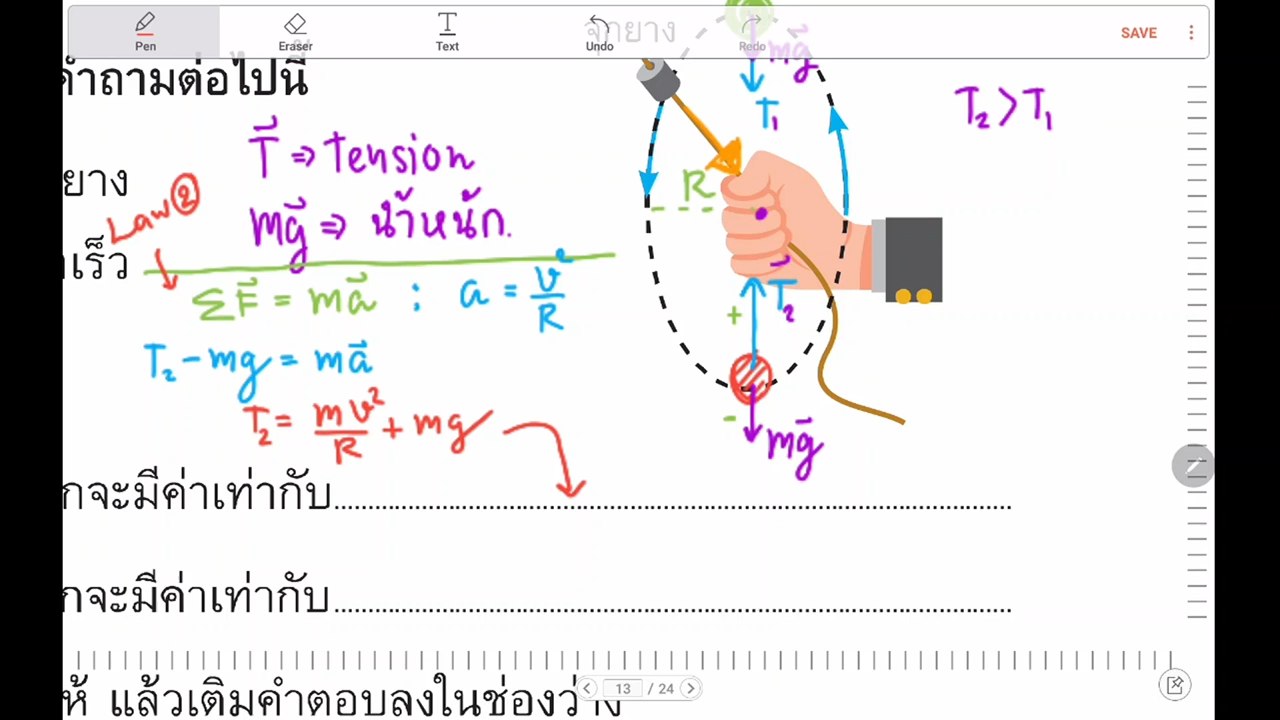 Pen
Eraser
Text
Undo
Redo
SAVE
จุกยาง
คำถามต่อไปนี้
mg⃗
T₁
T₂ > T₁
T⃗ ⇒ tension
ยาง
Law ②
mg⃗ ⇒ น้ำหนัก.
R
เร็ว
ΣF⃗ = ma⃗ : a = v²/R
+
T⃗₂
T₂ - mg = ma⃗
T₂ = mv²/R + mg
-
mg⃗
กจะมีค่าเท่ากับ
กจะมีค่าเท่ากับ
ห้ แล้วเติมคำตอบลงในช่องว่าง
13 / 24